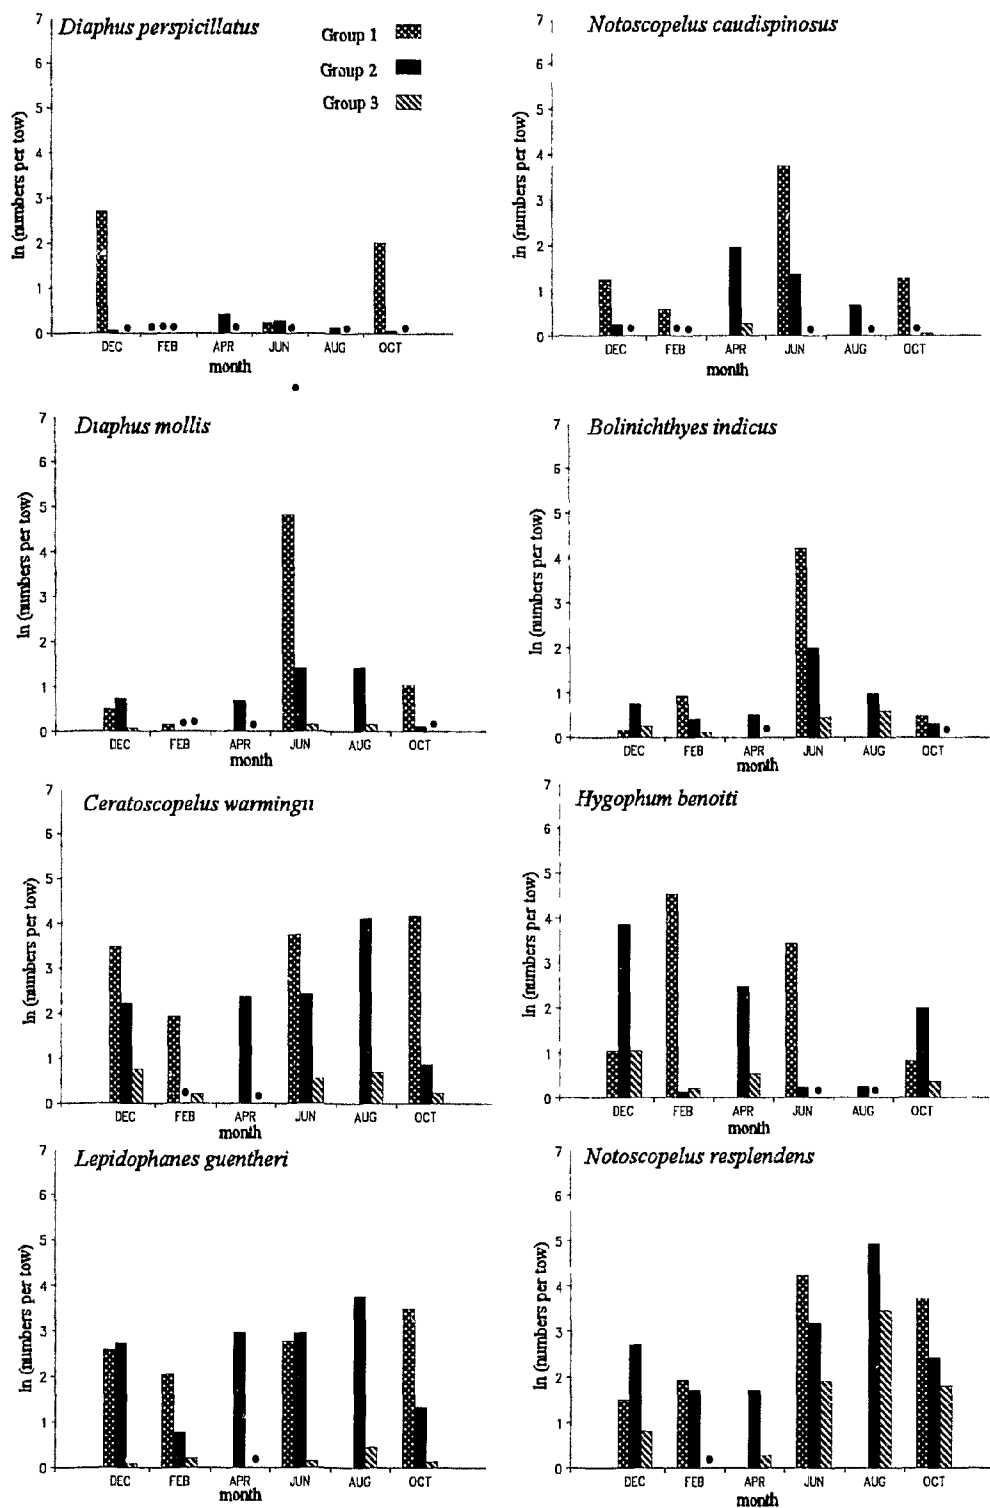 Diaphus perspicillatus
Group 1
Group 2
Group 3
7
6
5
4
3
2
1
0
ln (numbers per tow)
DEC FEB APR JUN AUG OCT
month
Notoscopelus caudispinosus
7
6
5
4
3
2
1
0
ln (numbers per tow)
DEC FEB APR JUN AUG OCT
month
Diaphus mollis
7
6
5
4
3
2
1
0
ln (numbers per tow)
DEC FEB APR JUN AUG OCT
month
Bolinichthyes indicus
7
6
5
4
3
2
1
0
ln (numbers per tow)
DEC FEB APR JUN AUG OCT
month
Ceratoscopelus warmingii
7
6
5
4
3
2
1
0
ln (numbers per tow)
DEC FEB APR JUN AUG OCT
month
Hygophum benoiti
7
6
5
4
3
2
1
0
ln (numbers per tow)
DEC FEB APR JUN AUG OCT
month
Lepidophanes guentheri
7
6
5
4
3
2
1
0
ln (numbers per tow)
DEC FEB APR JUN AUG OCT
month
Notoscopelus resplendens
7
6
5
4
3
2
1
0
ln (numbers per tow)
DEC FEB APR JUN AUG OCT
month